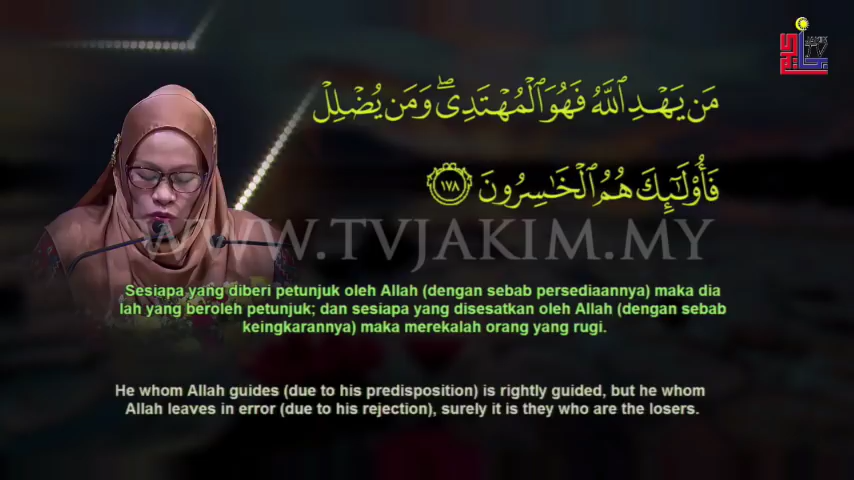 JAKIM
TV
مَن يَهْدِ ٱللَّهُ فَهُوَ ٱلْمُهْتَدِى ۖ وَمَن يُضْلِلْ
فَأُو۟لَـٰٓئِكَ هُمُ ٱلْخَـٰسِرُونَ ١٧٨
WWW.TVJAKIM.MY
Sesiapa yang diberi petunjuk oleh Allah (dengan sebab persediaannya) maka dia
lah yang beroleh petunjuk; dan sesiapa yang disesatkan oleh Allah (dengan sebab
keingkarannya) maka merekalah orang yang rugi.
He whom Allah guides (due to his predisposition) is rightly guided, but he whom
Allah leaves in error (due to his rejection), surely it is they who are the losers.